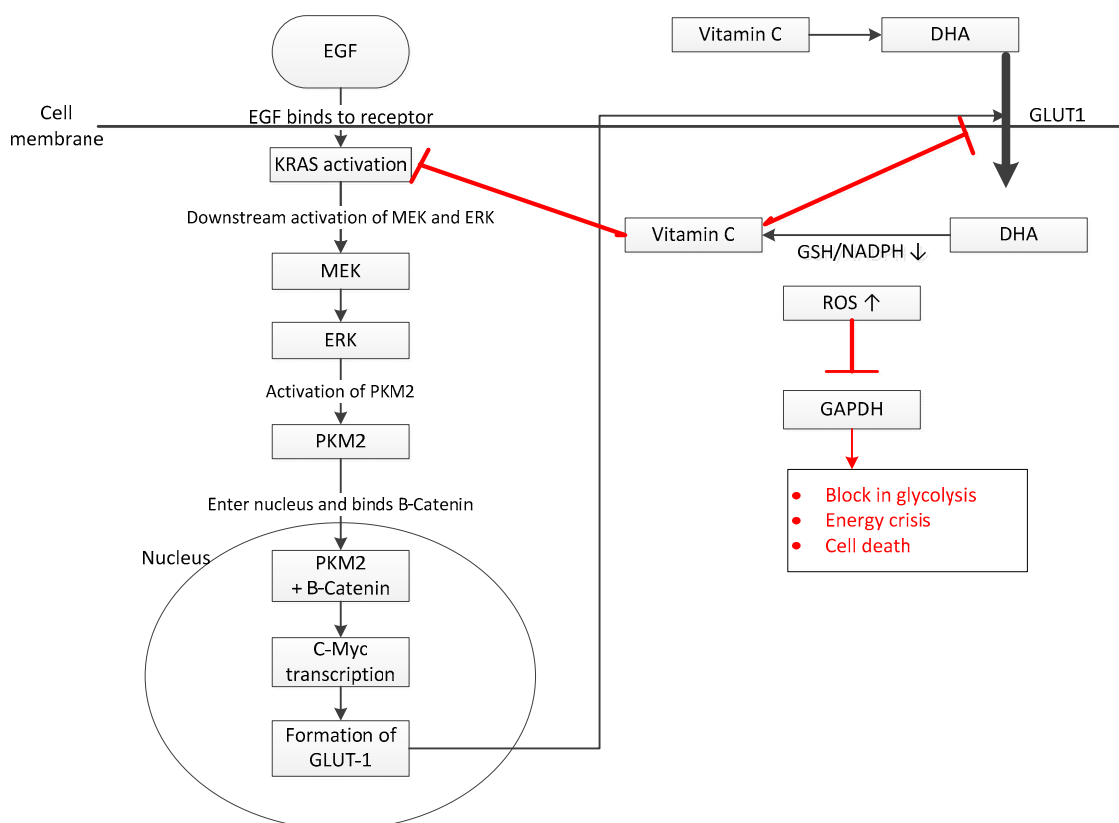 EGF
Vitamin C
DHA
Cell
membrane
EGF binds to receptor
GLUT1
KRAS activation
Downstream activation of MEK and ERK
Vitamin C
DHA
GSH/NADPH ↓
MEK
ROS ↑
ERK
Activation of PKM2
GAPDH
PKM2
• Block in glycolysis
• Energy crisis
• Cell death
Enter nucleus and binds B-Catenin
Nucleus
PKM2
+ B-Catenin
C-Myc
transcription
Formation of
GLUT-1